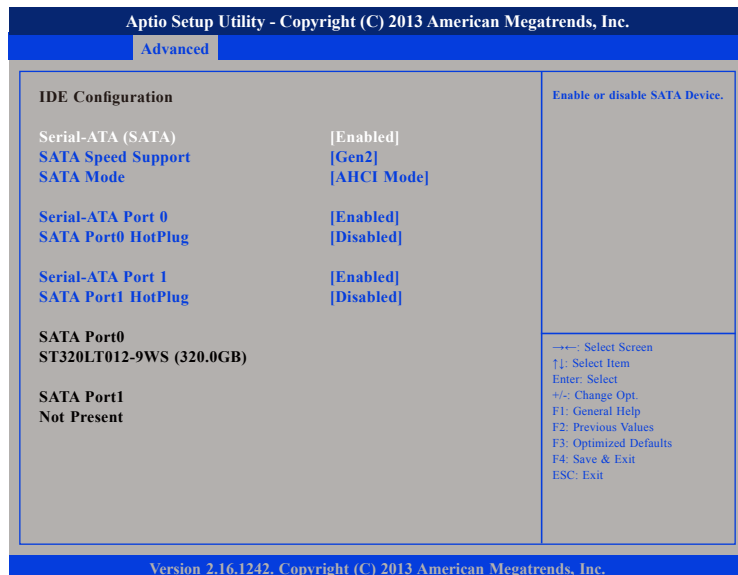 Aptio Setup Utility - Copyright (C) 2013 American Megatrends, Inc.
Advanced
IDE Configuration
Serial-ATA (SATA) [Enabled]
SATA Speed Support [Gen2]
SATA Mode [AHCI Mode]
Serial-ATA Port 0 [Enabled]
SATA Port0 HotPlug [Disabled]
Serial-ATA Port 1 [Enabled]
SATA Port1 HotPlug [Disabled]
SATA Port0
ST320LT012-9WS (320.0GB)
SATA Port1
Not Present
Enable or disable SATA Device.
→←: Select Screen
↑↓: Select Item
Enter: Select
+/-: Change Opt.
F1: General Help
F2: Previous Values
F3: Optimized Defaults
F4: Save & Exit
ESC: Exit
Version 2.16.1242. Copyright (C) 2013 American Megatrends, Inc.